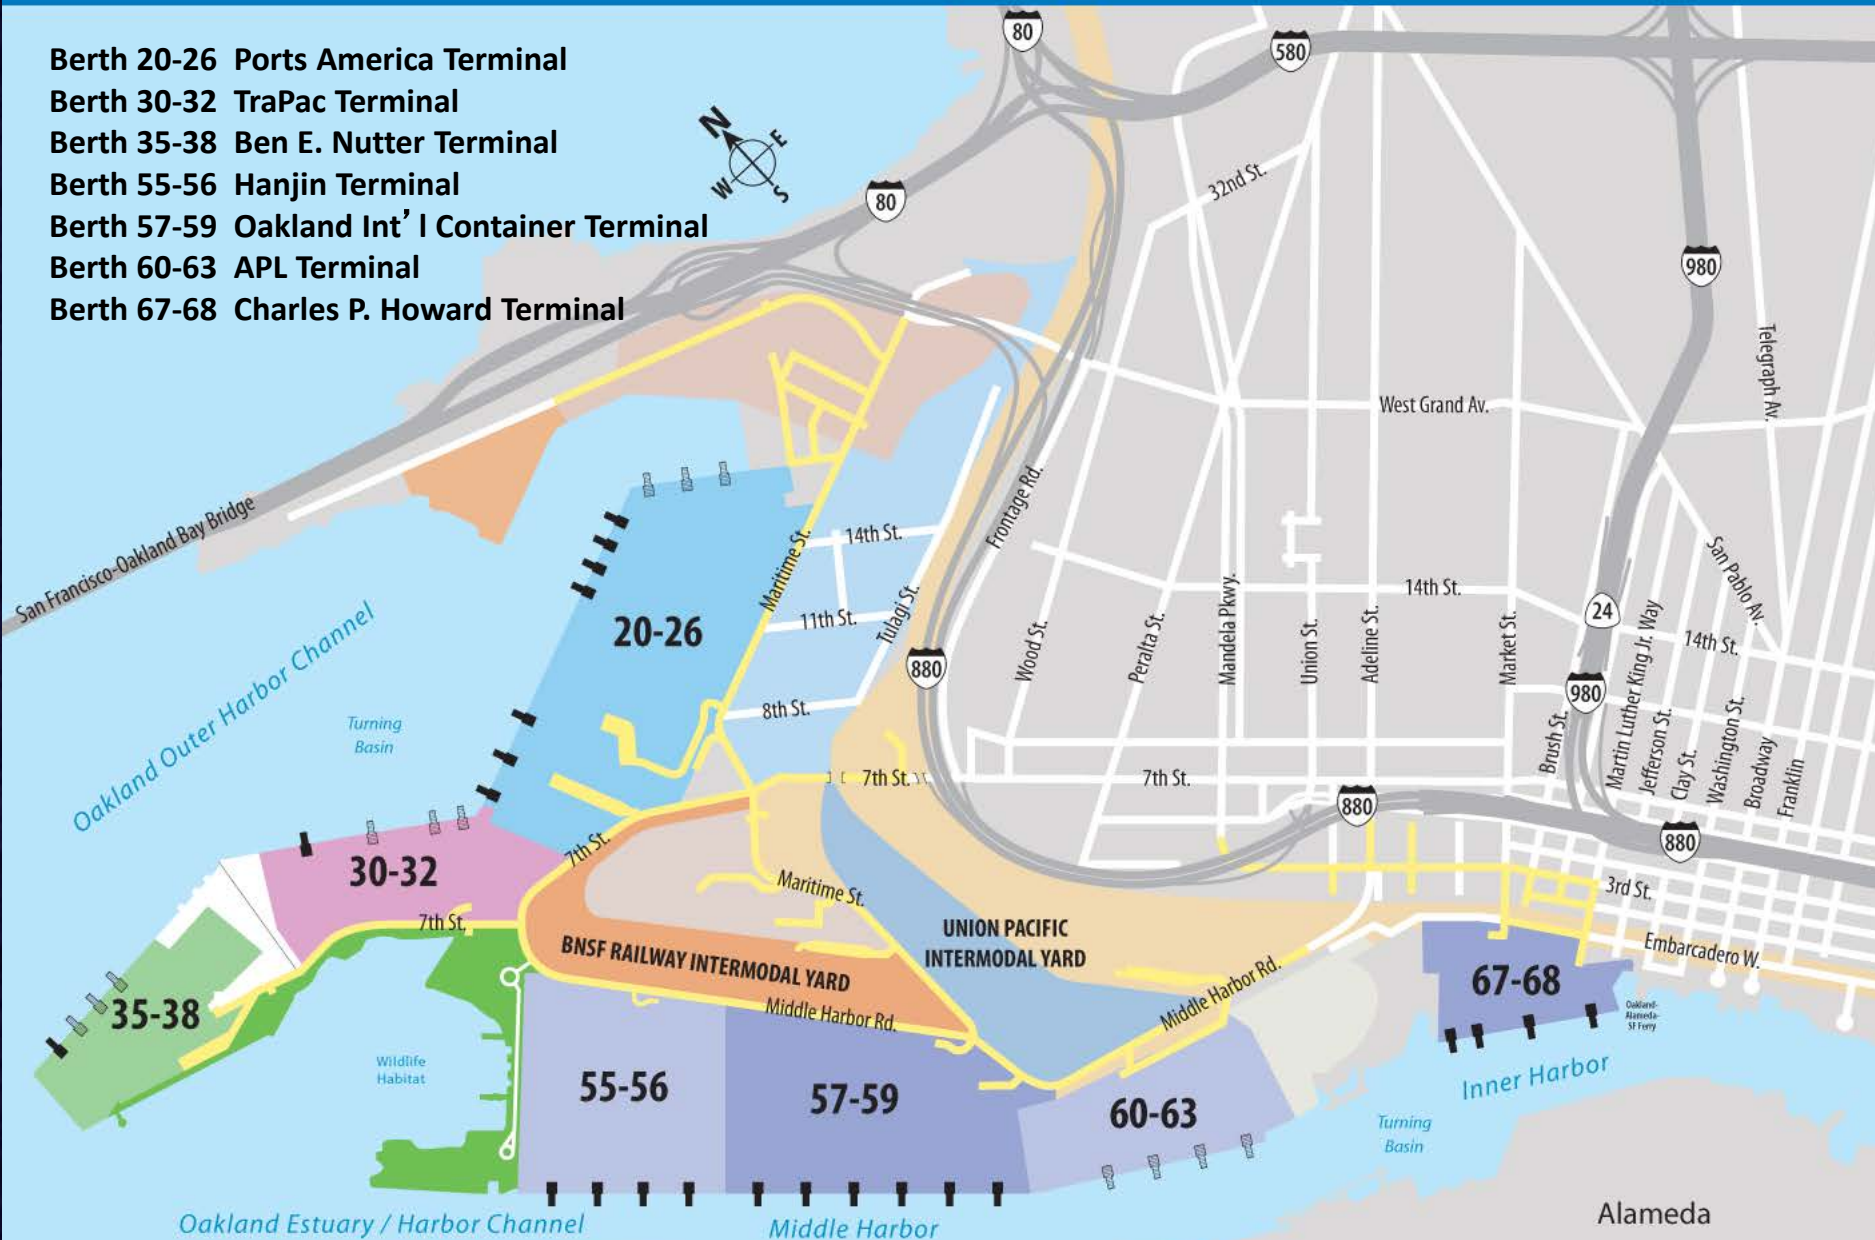 Berth 20-26 Ports America Terminal
Berth 30-32 TraPac Terminal
Berth 35-38 Ben E. Nutter Terminal
Berth 55-56 Hanjin Terminal
Berth 57-59 Oakland Int’ l Container Terminal
Berth 60-63 APL Terminal
Berth 67-68 Charles P. Howard Terminal
N
E
W
S
80
580
80
32nd St.
980
Telegraph Av.
West Grand Av.
San Francisco-Oakland Bay Bridge
Frontage Rd.
14th St.
Maritime St.
11th St.
Tulagi St.
8th St.
20-26
880
Wood St.
Peralta St.
Mandela Pkwy.
Union St.
Adeline St.
14th St.
Market St.
24
San Pablo Av.
14th St.
980
Brush St.
Martin Luther King Jr. Way
Jefferson St.
Clay St.
Washington St.
Broadway
Franklin
Oakland Outer Harbor Channel
Turning
Basin
7th St.
7th St.
880
880
30-32
7th St.
7th St.
Maritime St.
3rd St.
UNION PACIFIC
INTERMODAL YARD
BNSF RAILWAY INTERMODAL YARD
Middle Harbor Rd.
Middle Harbor Rd.
Embarcadero W.
67-68
Oakland-
Alameda-
SF Ferry
35-38
Wildlife
Habitat
55-56
57-59
60-63
Inner Harbor
Turning
Basin
Alameda
Oakland Estuary / Harbor Channel
Middle Harbor